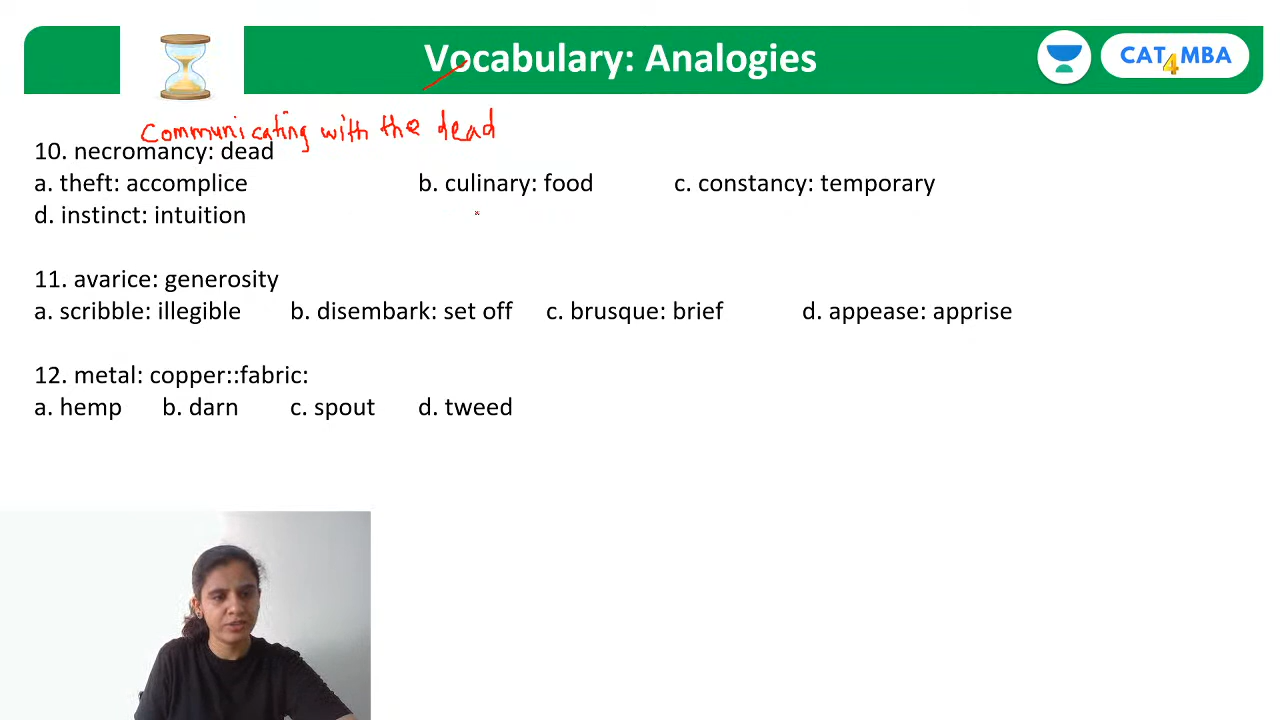 Vocabulary: Analogies
CAT4MBA
Communicating with the dead
10. necromancy: dead
a. theft: accomplice b. culinary: food c. constancy: temporary
d. instinct: intuition
11. avarice: generosity
a. scribble: illegible b. disembark: set off c. brusque: brief d. appease: apprise
12. metal: copper::fabric:
a. hemp b. darn c. spout d. tweed